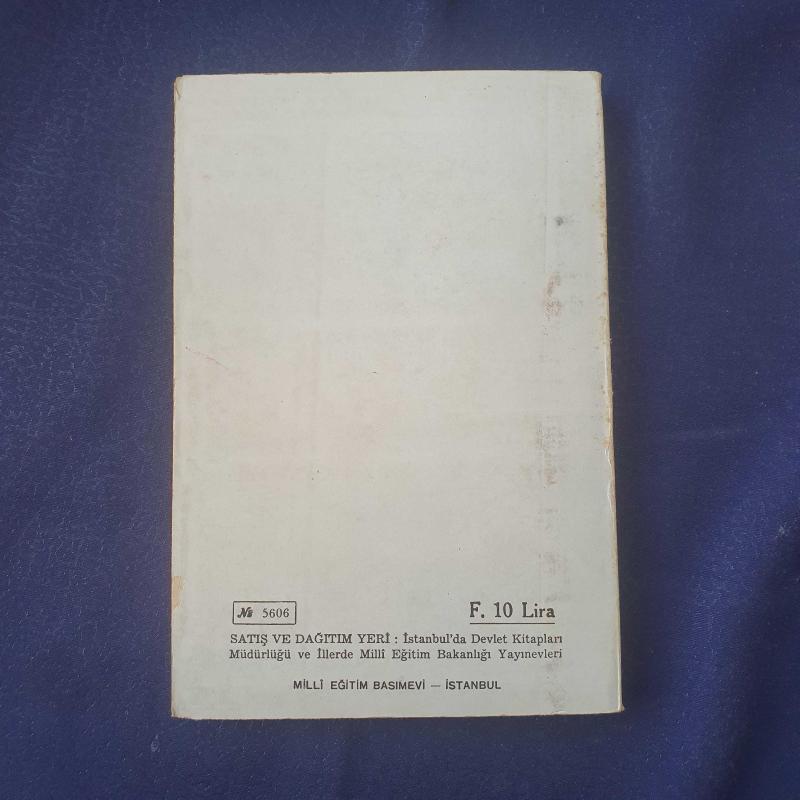 № 5606
F. 10 Lira
SATIŞ VE DAĞITIM YERİ : İstanbul'da Devlet Kitapları
Müdürlüğü ve İllerde Millî Eğitim Bakanlığı Yayınevleri
MİLLÎ EĞİTİM BASIMEVİ — İSTANBUL